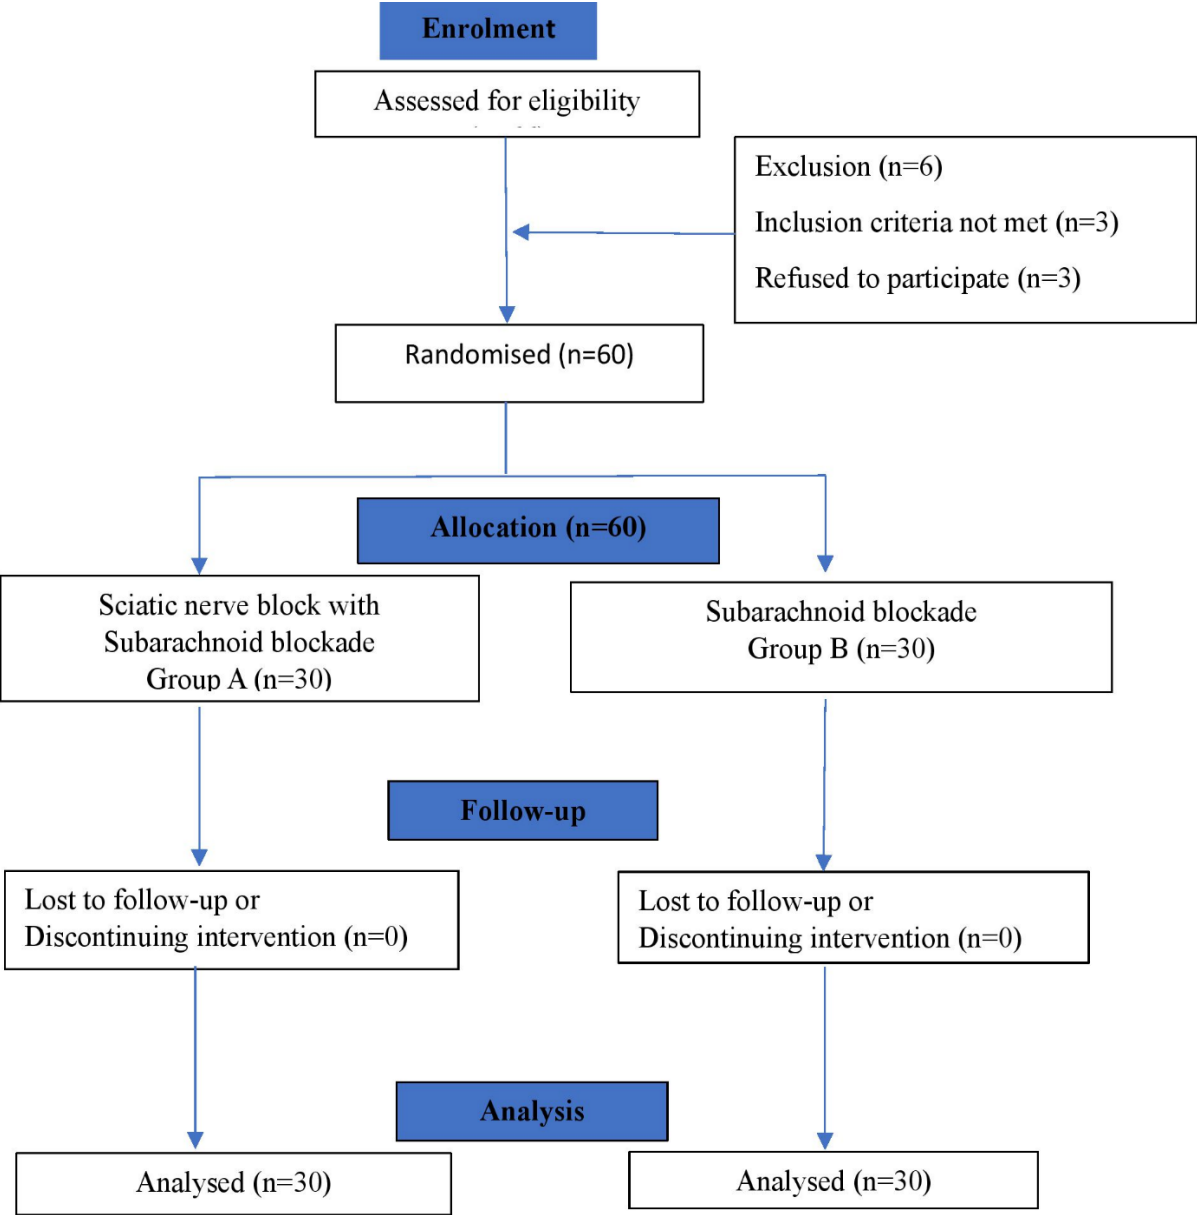 Enrolment
Assessed for eligibility
Exclusion (n=6)
Inclusion criteria not met (n=3)
Refused to participate (n=3)
Randomised (n=60)
Allocation (n=60)
Sciatic nerve block with
Subarachnoid blockade
Group A (n=30)
Subarachnoid blockade
Group B (n=30)
Follow-up
Lost to follow-up or
Discontinuing intervention (n=0)
Lost to follow-up or
Discontinuing intervention (n=0)
Analysis
Analysed (n=30)
Analysed (n=30)